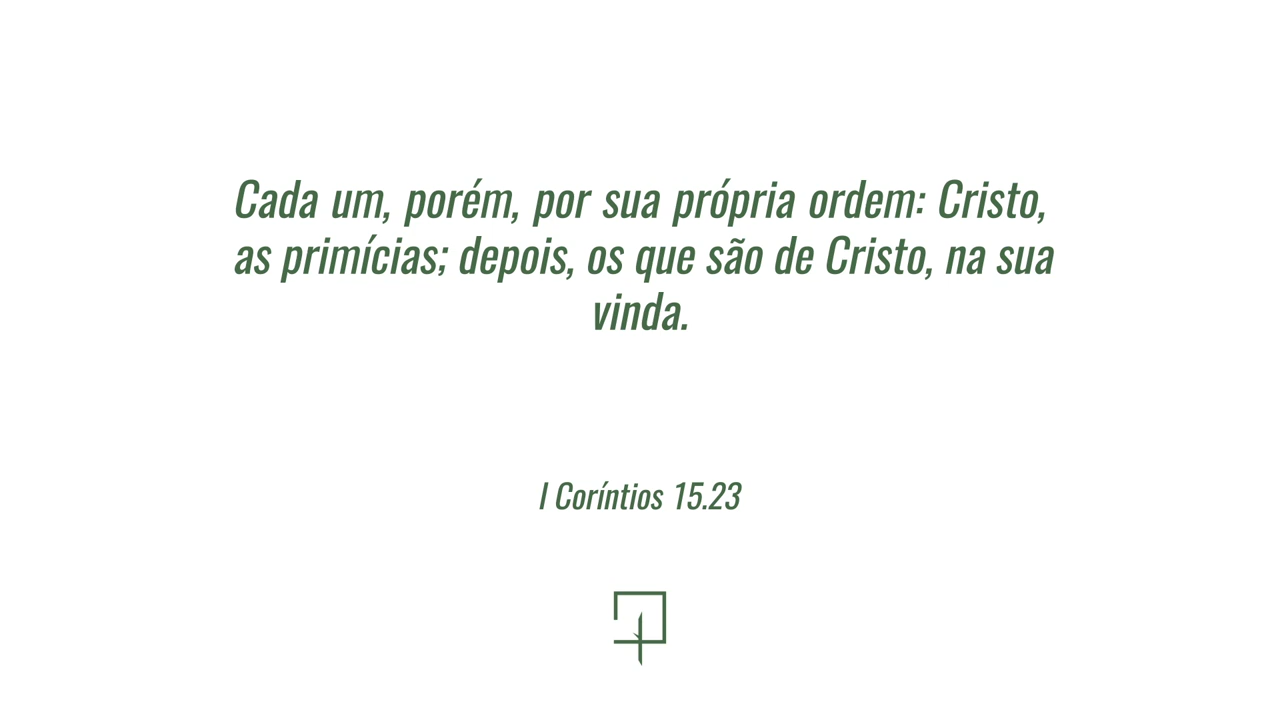 Cada um, porém, por sua própria ordem: Cristo,
as primícias; depois, os que são de Cristo, na sua
vinda.
I Coríntios 15.23